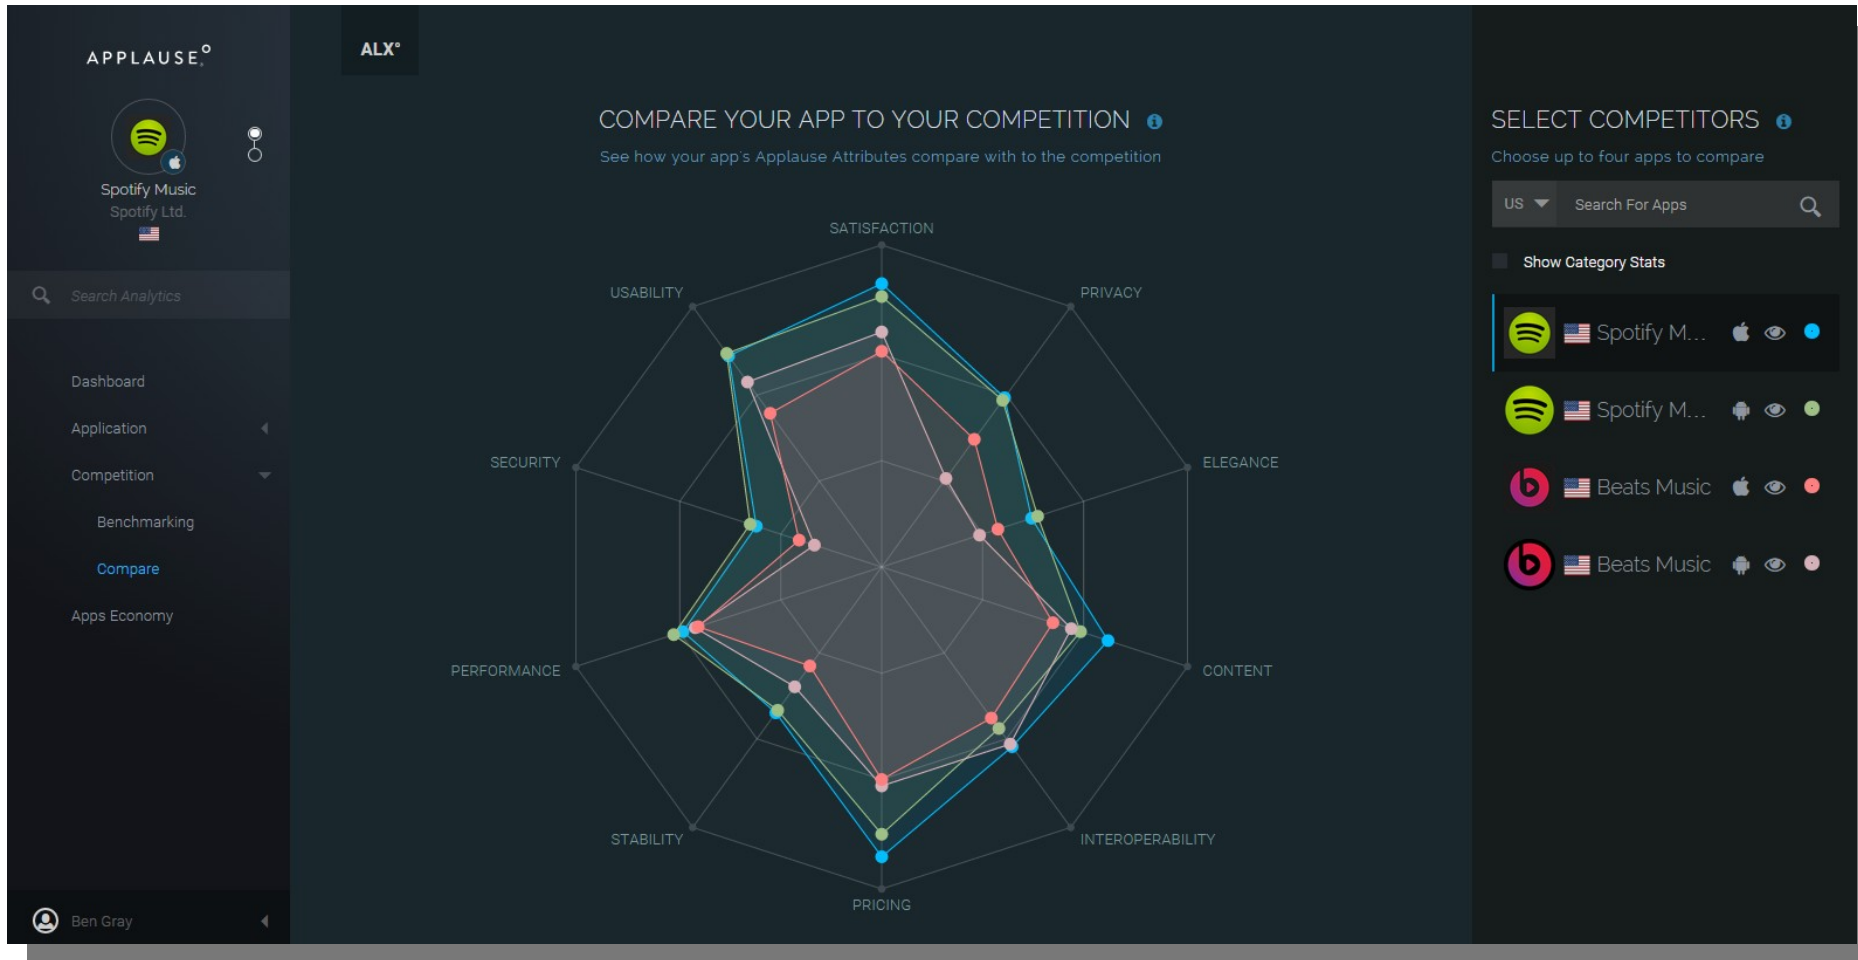 APPLAUSE°
Spotify Music
Spotify Ltd.
Search Analytics
Dashboard
Application
Competition
Benchmarking
Compare
Apps Economy
Ben Gray
ALX°
COMPARE YOUR APP TO YOUR COMPETITION
See how your app's Applause Attributes compare with to the competition
SATISFACTION
USABILITY
PRIVACY
SECURITY
ELEGANCE
PERFORMANCE
CONTENT
STABILITY
INTEROPERABILITY
PRICING
SELECT COMPETITORS
Choose up to four apps to compare
US Search For Apps
Show Category Stats
Spotify M...
Spotify M...
Beats Music
Beats Music